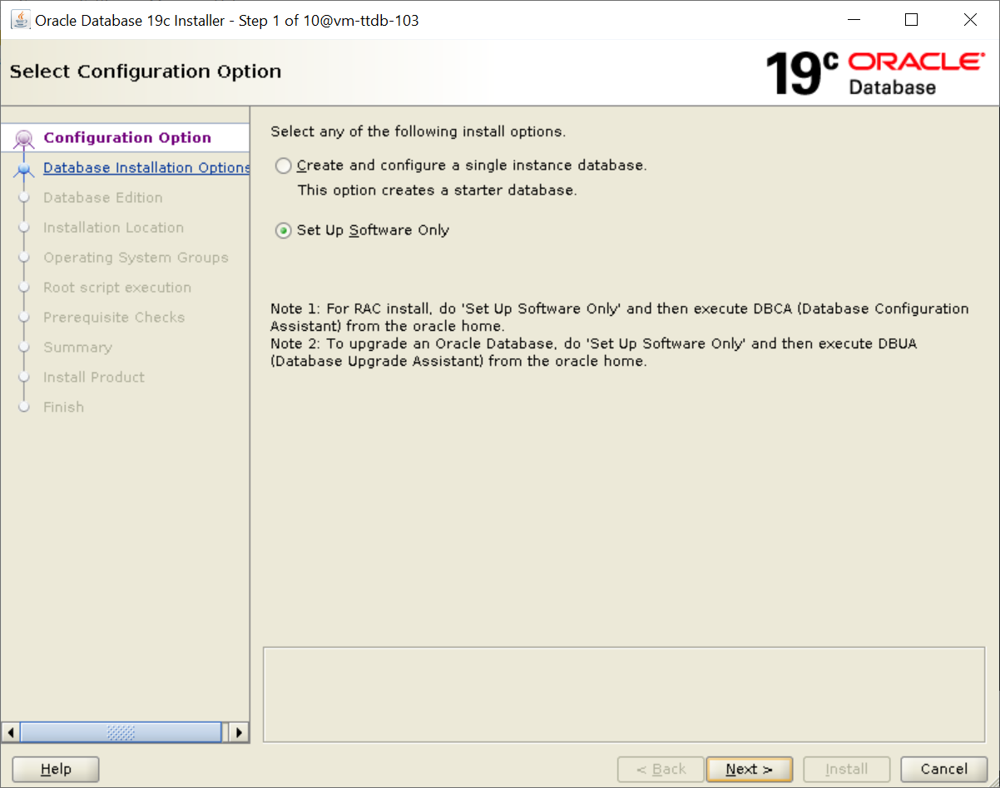 Oracle Database 19c Installer - Step 1 of 10@vm-ttdb-103
Select Configuration Option
19c ORACLE
Database
Configuration Option
Database Installation Options
Database Edition
Installation Location
Operating System Groups
Root script execution
Prerequisite Checks
Summary
Install Product
Finish
Select any of the following install options.
Create and configure a single instance database.
This option creates a starter database.
Set Up Software Only
Note 1: For RAC install, do 'Set Up Software Only' and then execute DBCA (Database Configuration
Assistant) from the oracle home.
Note 2: To upgrade an Oracle Database, do 'Set Up Software Only' and then execute DBUA
(Database Upgrade Assistant) from the oracle home.
Help
< Back
Next >
Install
Cancel